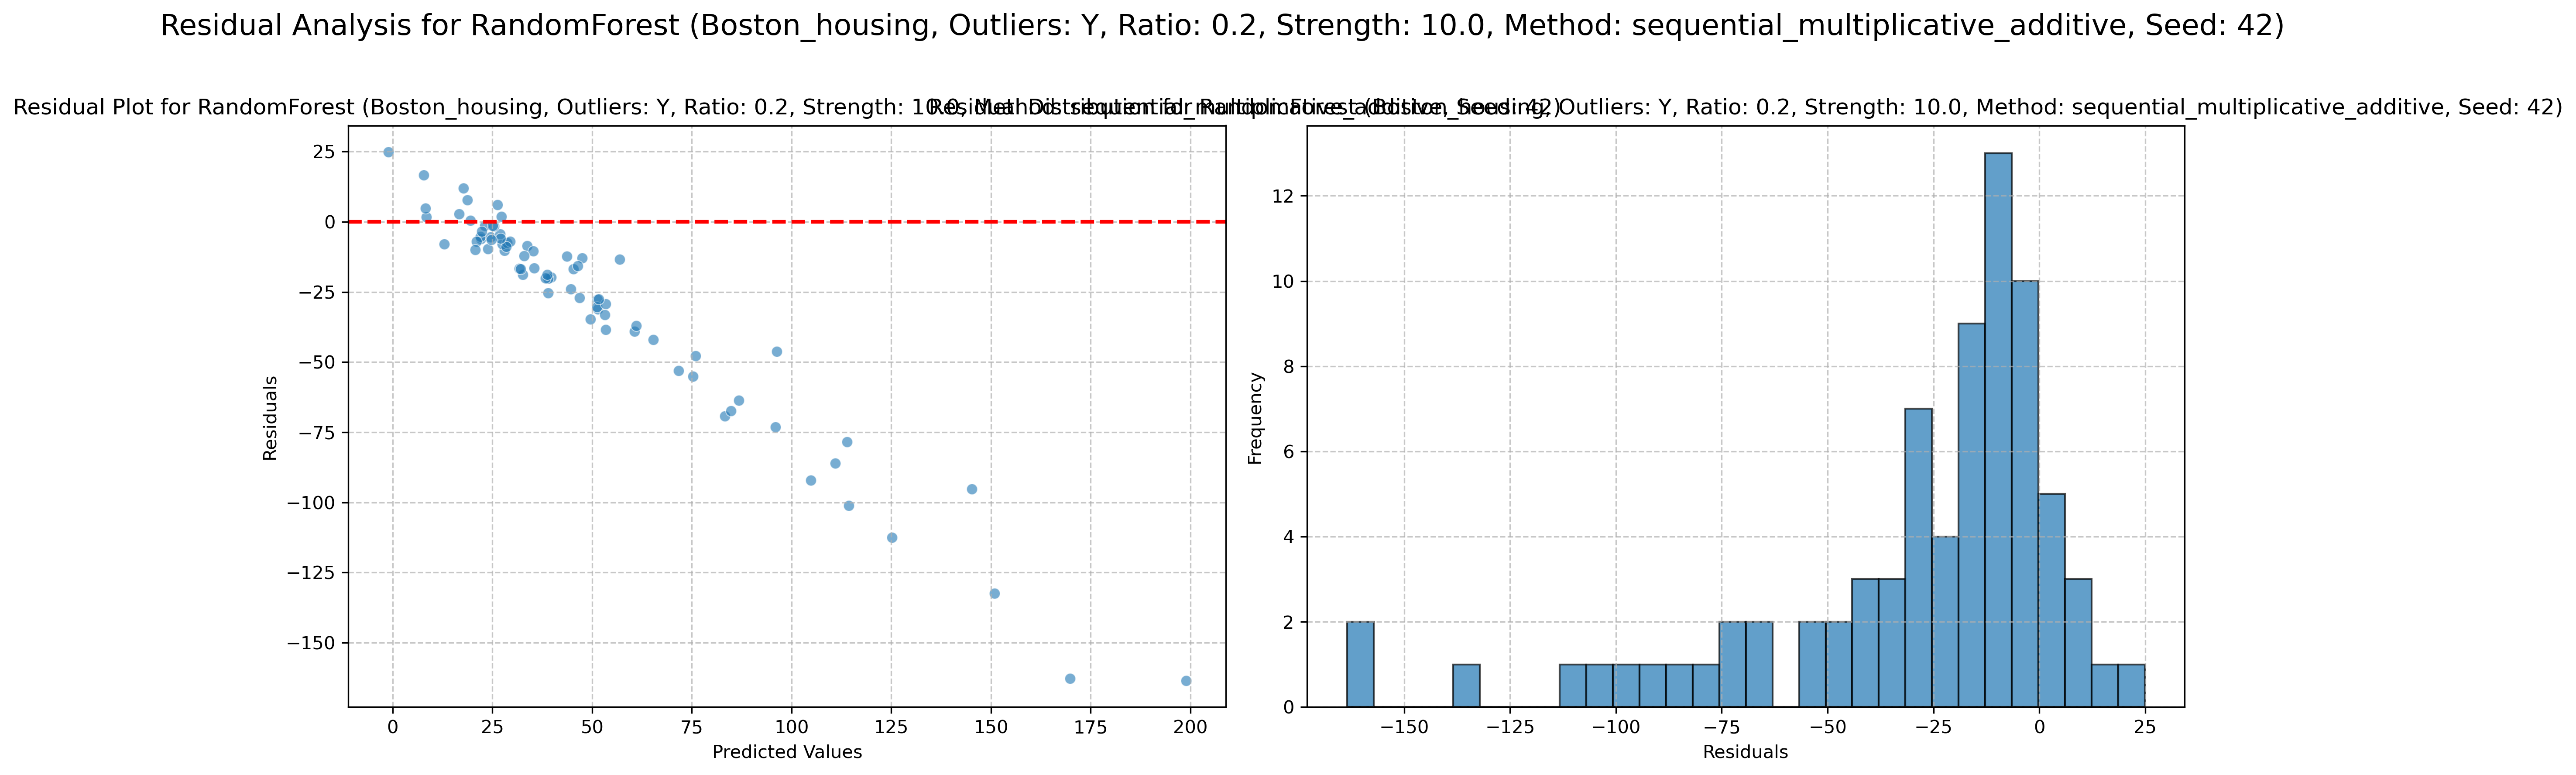 Residual Analysis for RandomForest (Boston_housing, Outliers: Y, Ratio: 0.2, Strength: 10.0, Method: sequential_multiplicative_additive, Seed: 42)
Residual Plot for RandomForest (Boston_housing, Outliers: Y, Ratio: 0.2, Strength: 10.0, Method: sequential_multiplicative_additive, Seed: 42)
25
0
−25
−50
−75
−100
−125
−150
Residuals
0 25 50 75 100 125 150 175 200
Predicted Values
Residual Distribution for RandomForest (Boston_housing, Outliers: Y, Ratio: 0.2, Strength: 10.0, Method: sequential_multiplicative_additive, Seed: 42)
12
10
8
6
4
2
0
Frequency
−150 −125 −100 −75 −50 −25 0 25
Residuals